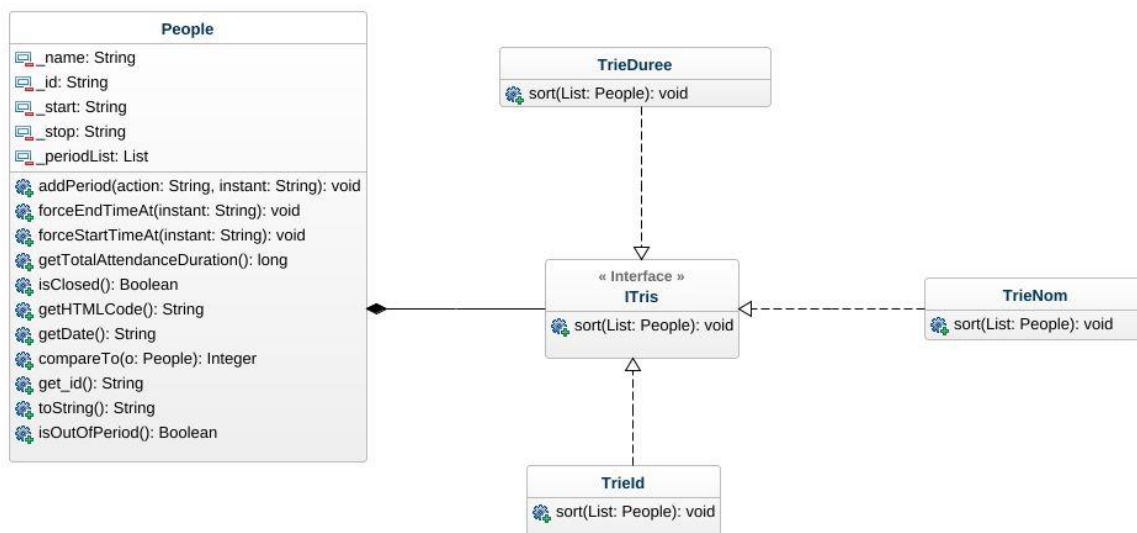 People
_name: String
_id: String
_start: String
_stop: String
_periodList: List
addPeriod(action: String, instant: String): void
forceEndTimeAt(instant: String): void
forceStartTimeAt(instant: String): void
getTotalAttendanceDuration(): long
isClosed(): Boolean
getHTMLCode(): String
getDate(): String
compareTo(o: People): Integer
get_id(): String
toString(): String
isOutOfPeriod(): Boolean
TrieDuree
sort(List: People): void
« Interface »
ITris
sort(List: People): void
TrieNom
sort(List: People): void
TrieId
sort(List: People): void